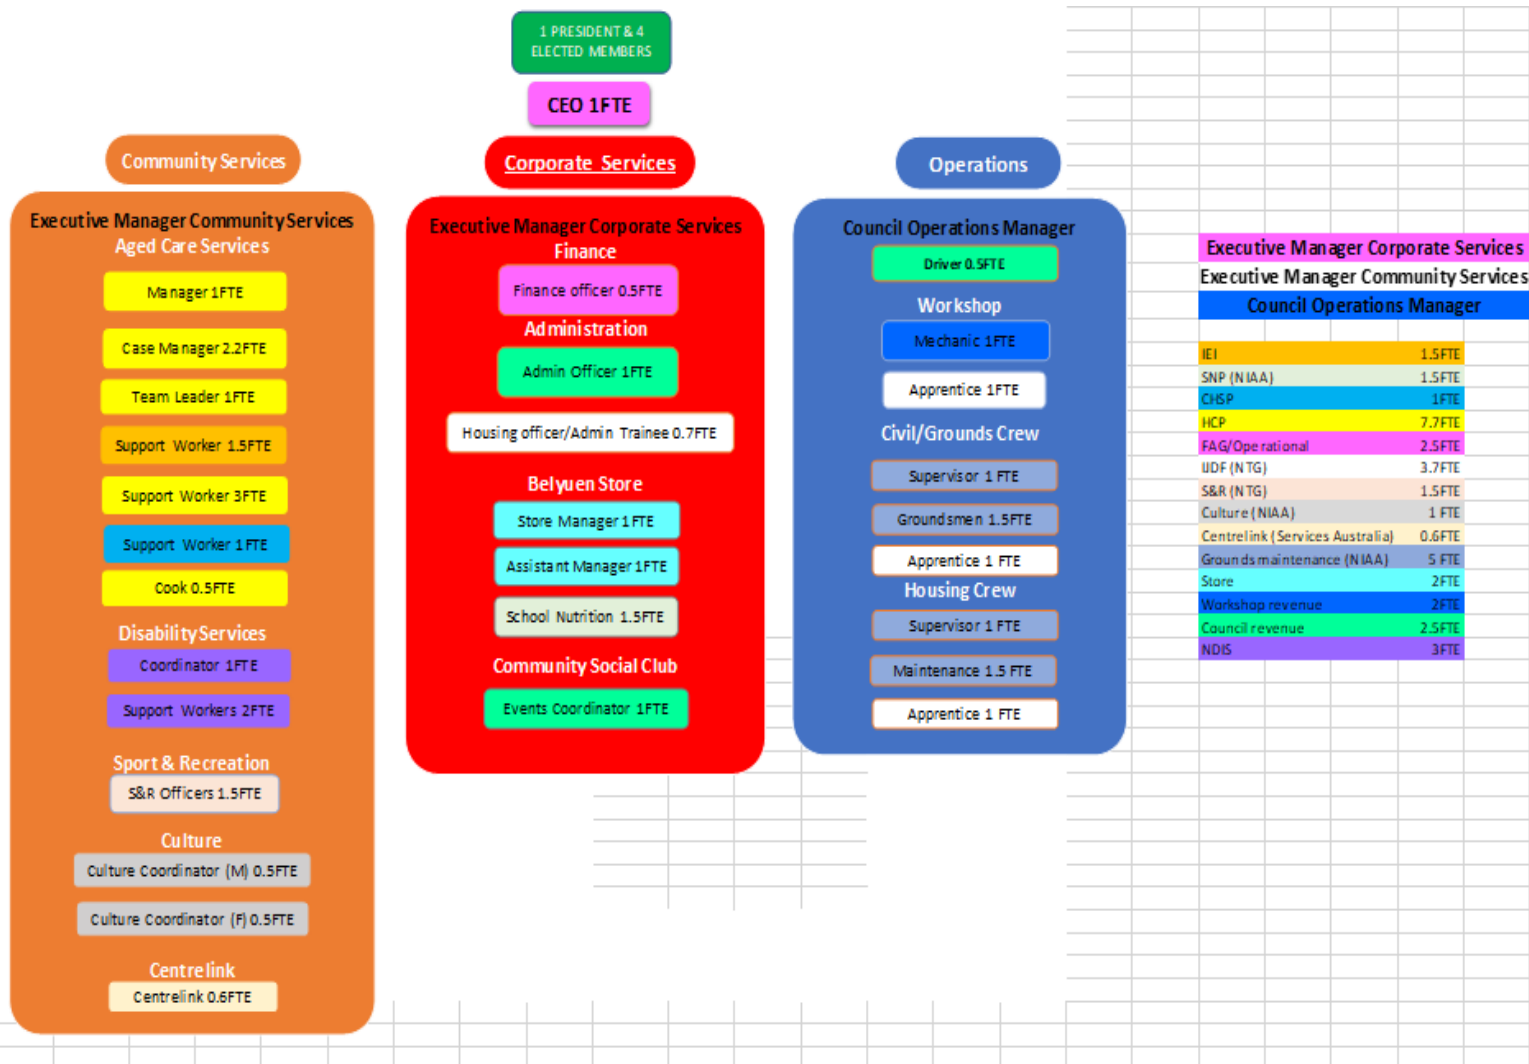 1 PRESIDENT & 4
ELECTED MEMBERS
CEO 1FTE
Community Services
Executive Manager Community Services
Aged Care Services
Manager 1FTE
Case Manager 2.2FTE
Team Leader 1FTE
Support Worker 1.5FTE
Support Worker 3FTE
Support Worker 1FTE
Cook 0.5FTE
Disability Services
Coordinator 1FTE
Support Workers 2FTE
Sport & Recreation
S&R Officers 1.5FTE
Culture
Culture Coordinator (M) 0.5FTE
Culture Coordinator (F) 0.5FTE
Centrelink
Centrelink 0.6FTE
Corporate Services
Executive Manager Corporate Services
Finance
Finance officer 0.5FTE
Administration
Admin Officer 1FTE
Housing officer/Admin Trainee 0.7FTE
Belyuen Store
Store Manager 1FTE
Assistant Manager 1FTE
School Nutrition 1.5FTE
Community Social Club
Events Coordinator 1FTE
Operations
Council Operations Manager
Driver 0.5FTE
Workshop
Mechanic 1FTE
Apprentice 1FTE
Civil/Grounds Crew
Supervisor 1 FTE
Groundsmen 1.5FTE
Apprentice 1 FTE
Housing Crew
Supervisor 1 FTE
Maintenance 1.5 FTE
Apprentice 1 FTE
Executive Manager Corporate Services
Executive Manager Community Services
Council Operations Manager
IEI 1.5FTE
SNP (NIAA) 1.5FTE
CHSP 1FTE
HCP 7.7FTE
FAG/Operational 2.5FTE
IJDF (NTG) 3.7FTE
S&R (NTG) 1.5FTE
Culture (NIAA) 1 FTE
Centrelink (Services Australia) 0.6FTE
Grounds maintenance (NIAA) 5 FTE
Store 2FTE
Workshop revenue 2FTE
Council revenue 2.5FTE
NDIS 3FTE